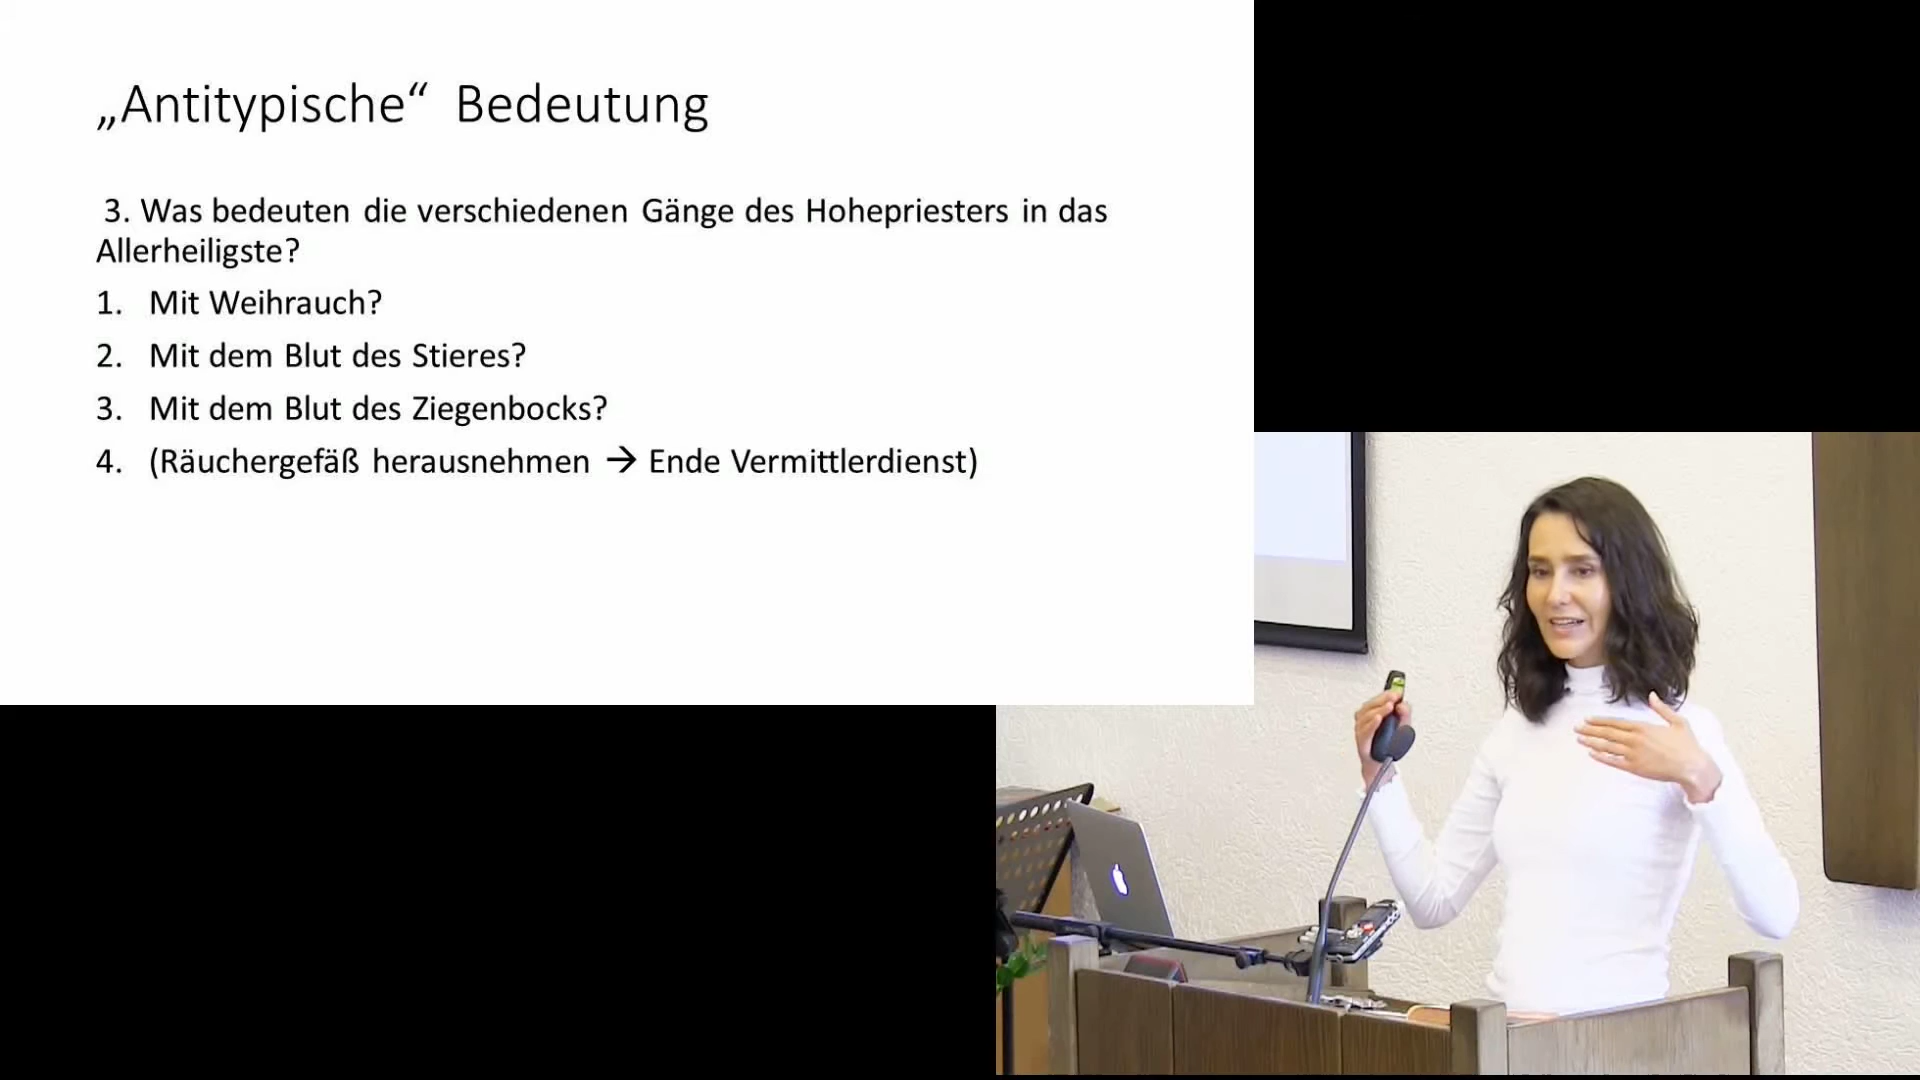 „Antitypische“ Bedeutung
3. Was bedeuten die verschiedenen Gänge des Hohepriesters in das
Allerheiligste?
1. Mit Weihrauch?
2. Mit dem Blut des Stieres?
3. Mit dem Blut des Ziegenbocks?
4. (Räuchergefäß herausnehmen → Ende Vermittlerdienst)